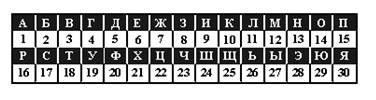 А Б В Г Д Е Ж З И К Л М Н О П
1 2 3 4 5 6 7 8 9 10 11 12 13 14 15
Р С Т У Ф Х Ц Ч Ш Щ Ь Ы Э Ю Я
16 17 18 19 20 21 22 23 24 25 26 27 28 29 30